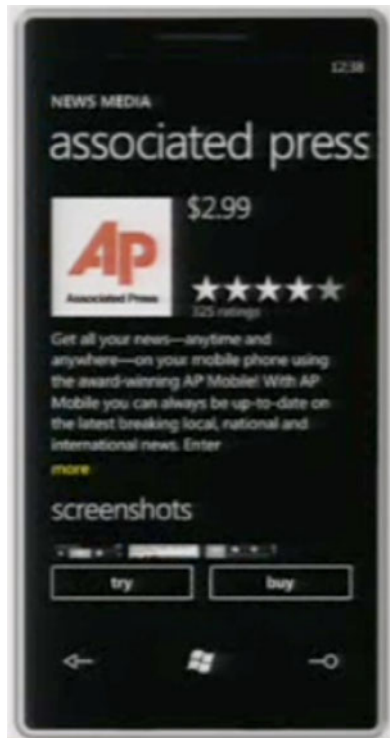 12:38
NEWS MEDIA
associated press
$2.99
AP
Associated Press
325 ratings
Get all your news—anytime and
anywhere—on your mobile phone using
the award-winning AP Mobile! With AP
Mobile you can always be up-to-date on
the latest breaking local, national and
international news. Enter
more
screenshots
try
buy